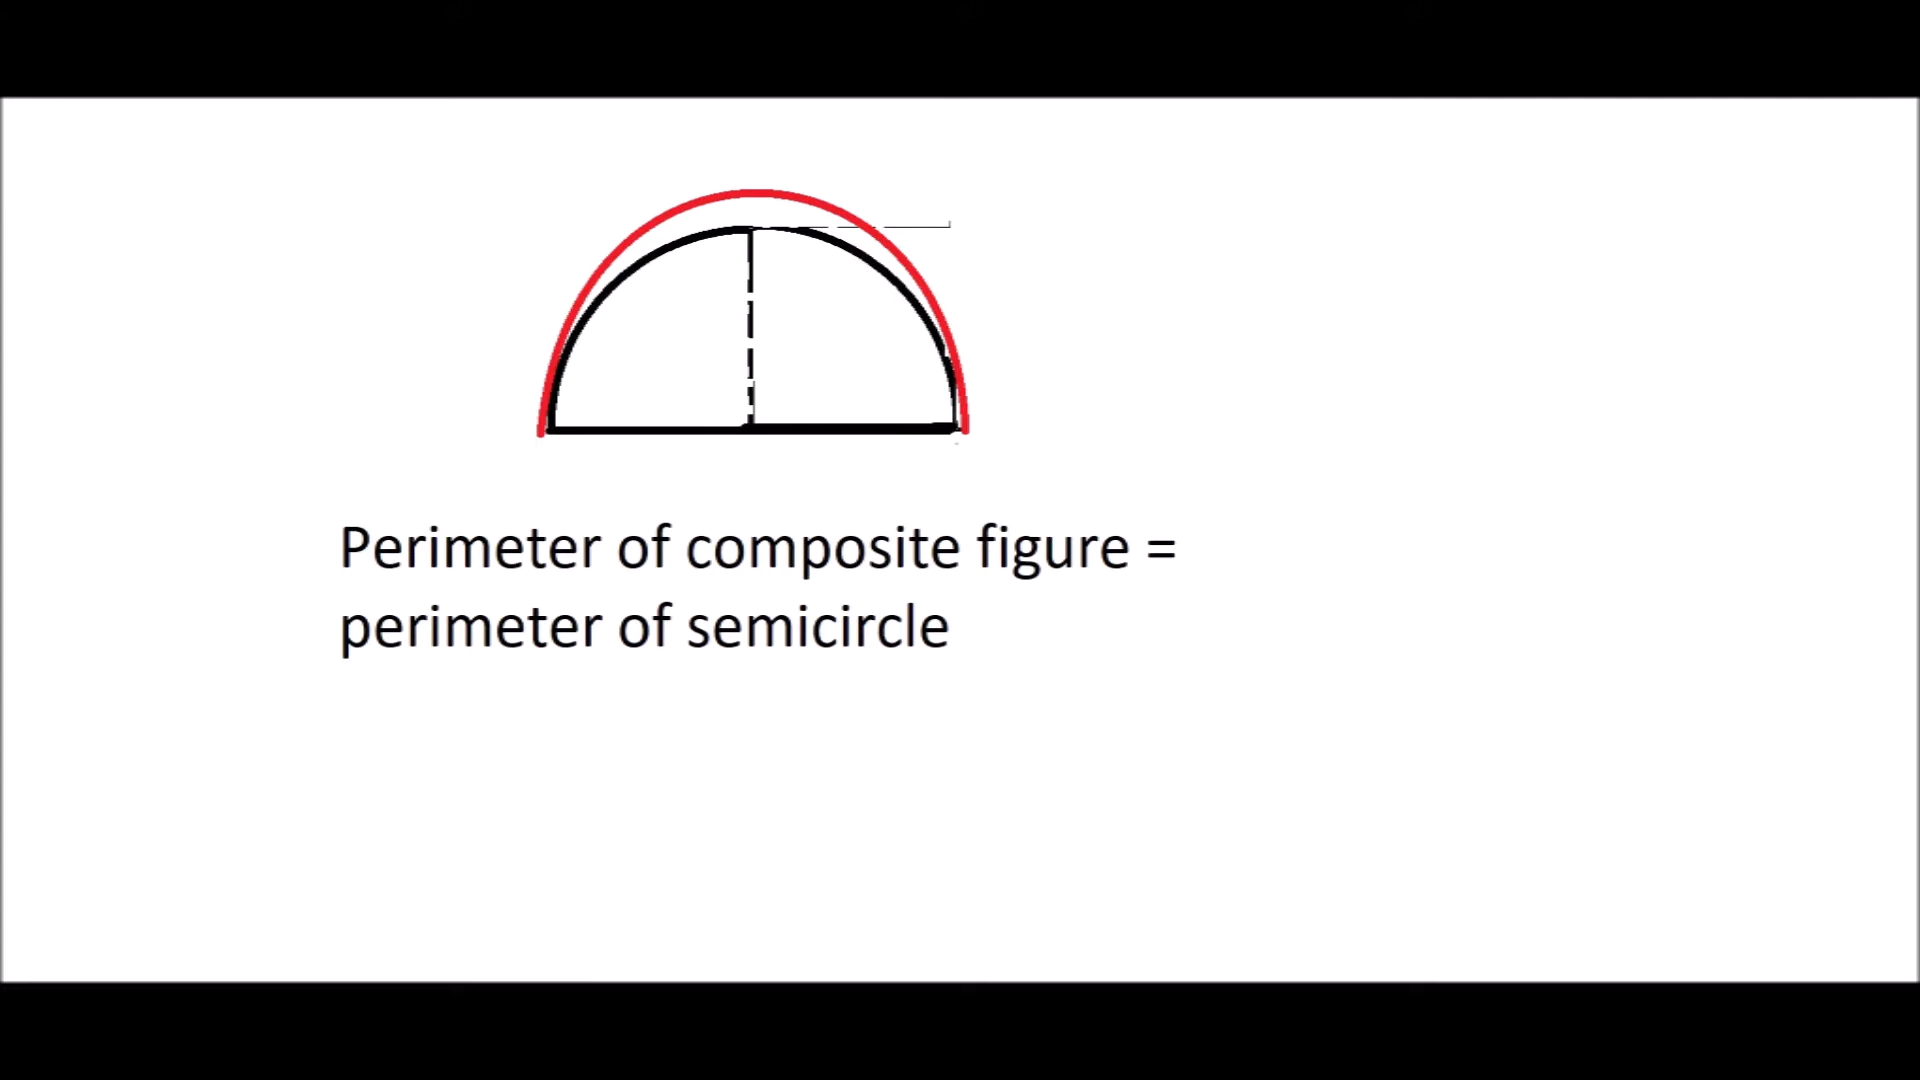 Perimeter of composite figure =
perimeter of semicircle